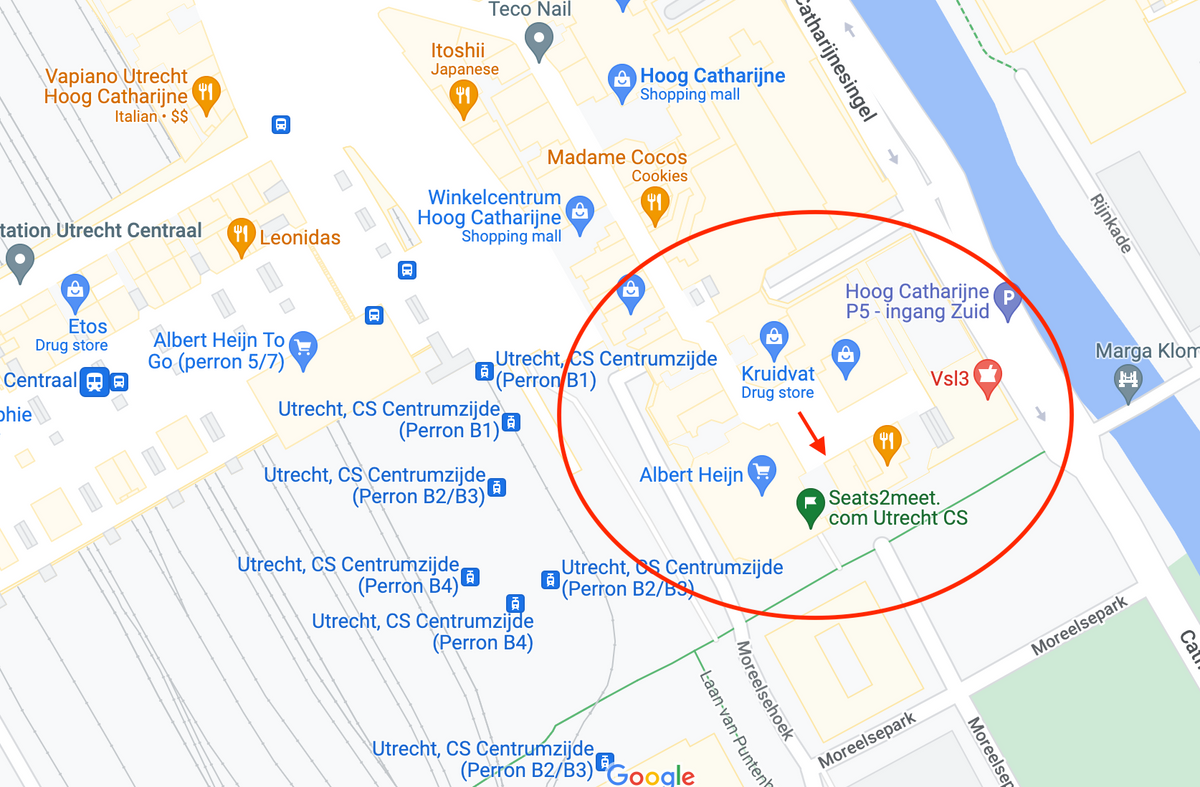 Teco Nail
Itoshii
Japanese
Vapiano Utrecht
Hoog Catharijne
Italian • $$
Hoog Catharijne
Shopping mall
Catharijnesingel
Madame Cocos
Cookies
Winkelcentrum
Hoog Catharijne
Shopping mall
Rijnkade
tation Utrecht Centraal
Leonidas
Etos
Drug store
Albert Heijn To
Go (perron 5/7)
Hoog Catharijne
P5 - ingang Zuid
P
Marga Klom
Centraal
phie
Utrecht, CS Centrumzijde
(Perron B1)
Kruidvat
Drug store
Vsl3
Utrecht, CS Centrumzijde
(Perron B1)
Utrecht, CS Centrumzijde
(Perron B2/B3)
Albert Heijn
Seats2meet.
com Utrecht CS
Utrecht, CS Centrumzijde
(Perron B4)
Utrecht, CS Centrumzijde
(Perron B2/B3)
Utrecht, CS Centrumzijde
(Perron B4)
Moreelsepark
Cath
Moreelsehoek
Laan van Puntenb
Moreelsepark
Moreelsep
Utrecht, CS Centrumzijde
(Perron B2/B3)
Google